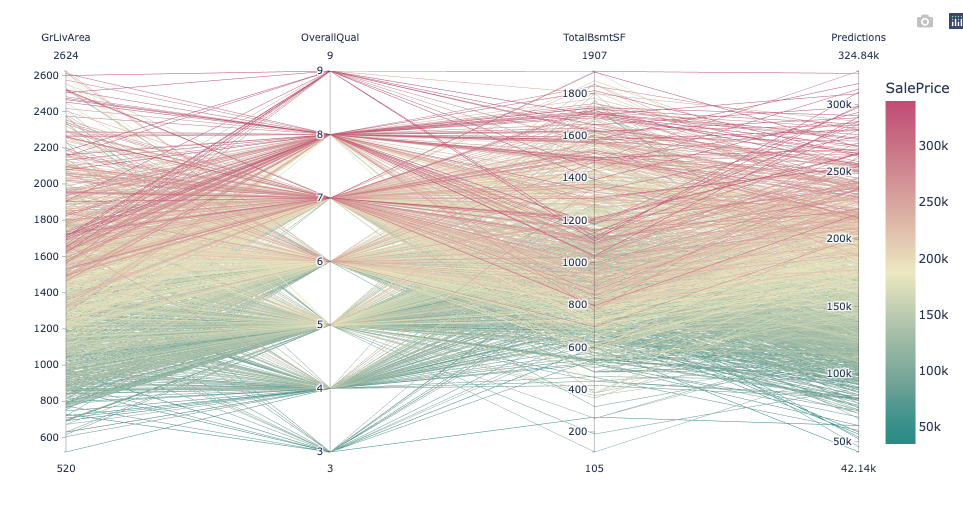 GrLivArea OverallQual TotalBsmtSF Predictions
2624 9 1907 324.84k
2600
2400
2200
2000
1800
1600
1400
1200
1000
800
600
9
8
7
6
5
4
3
1800
1600
1400
1200
1000
800
600
400
200
300k
250k
200k
150k
100k
50k
520 3 105 42.14k
SalePrice
300k
250k
200k
150k
100k
50k